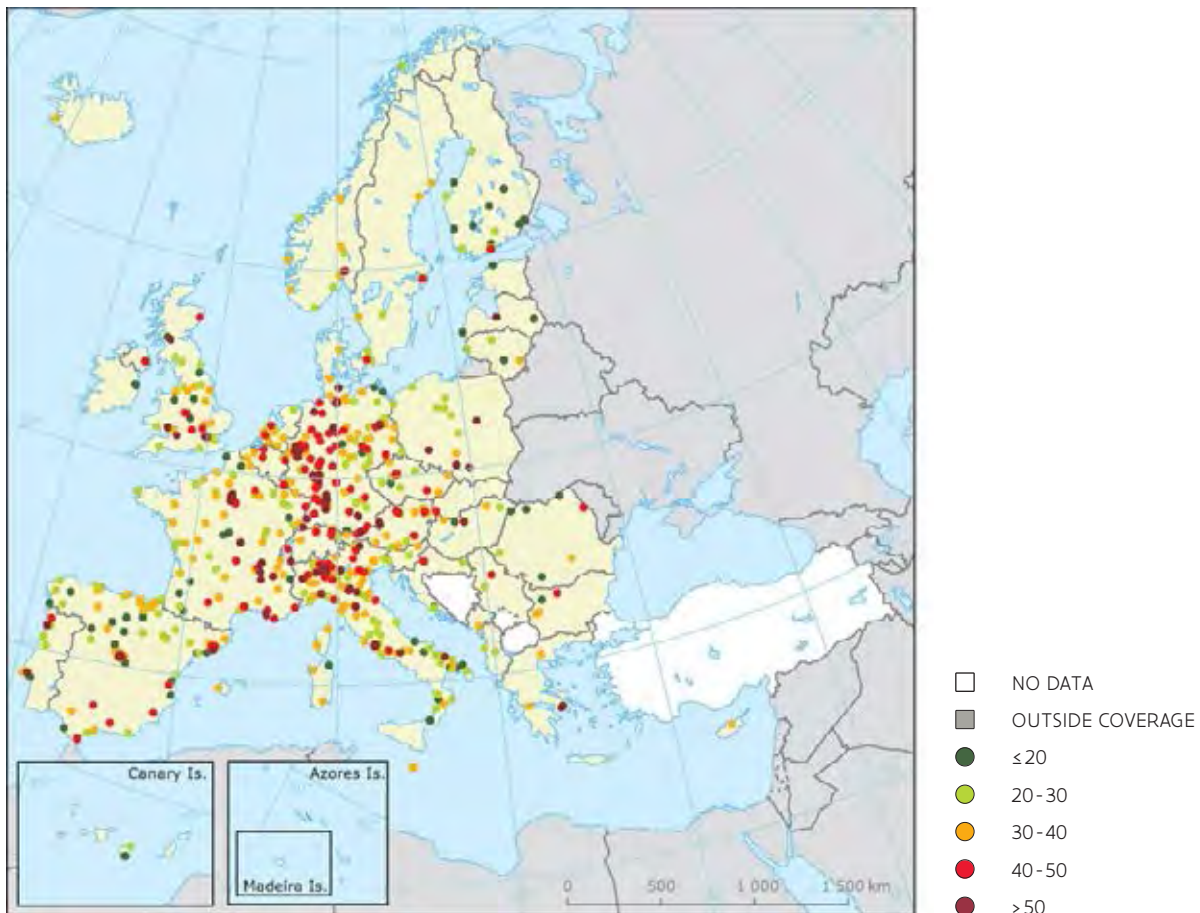 Canary Is.
Azores Is.
Madeira Is.
0 500 1 000 1 500 km
NO DATA
OUTSIDE COVERAGE
≤20
20-30
30-40
40-50
>50